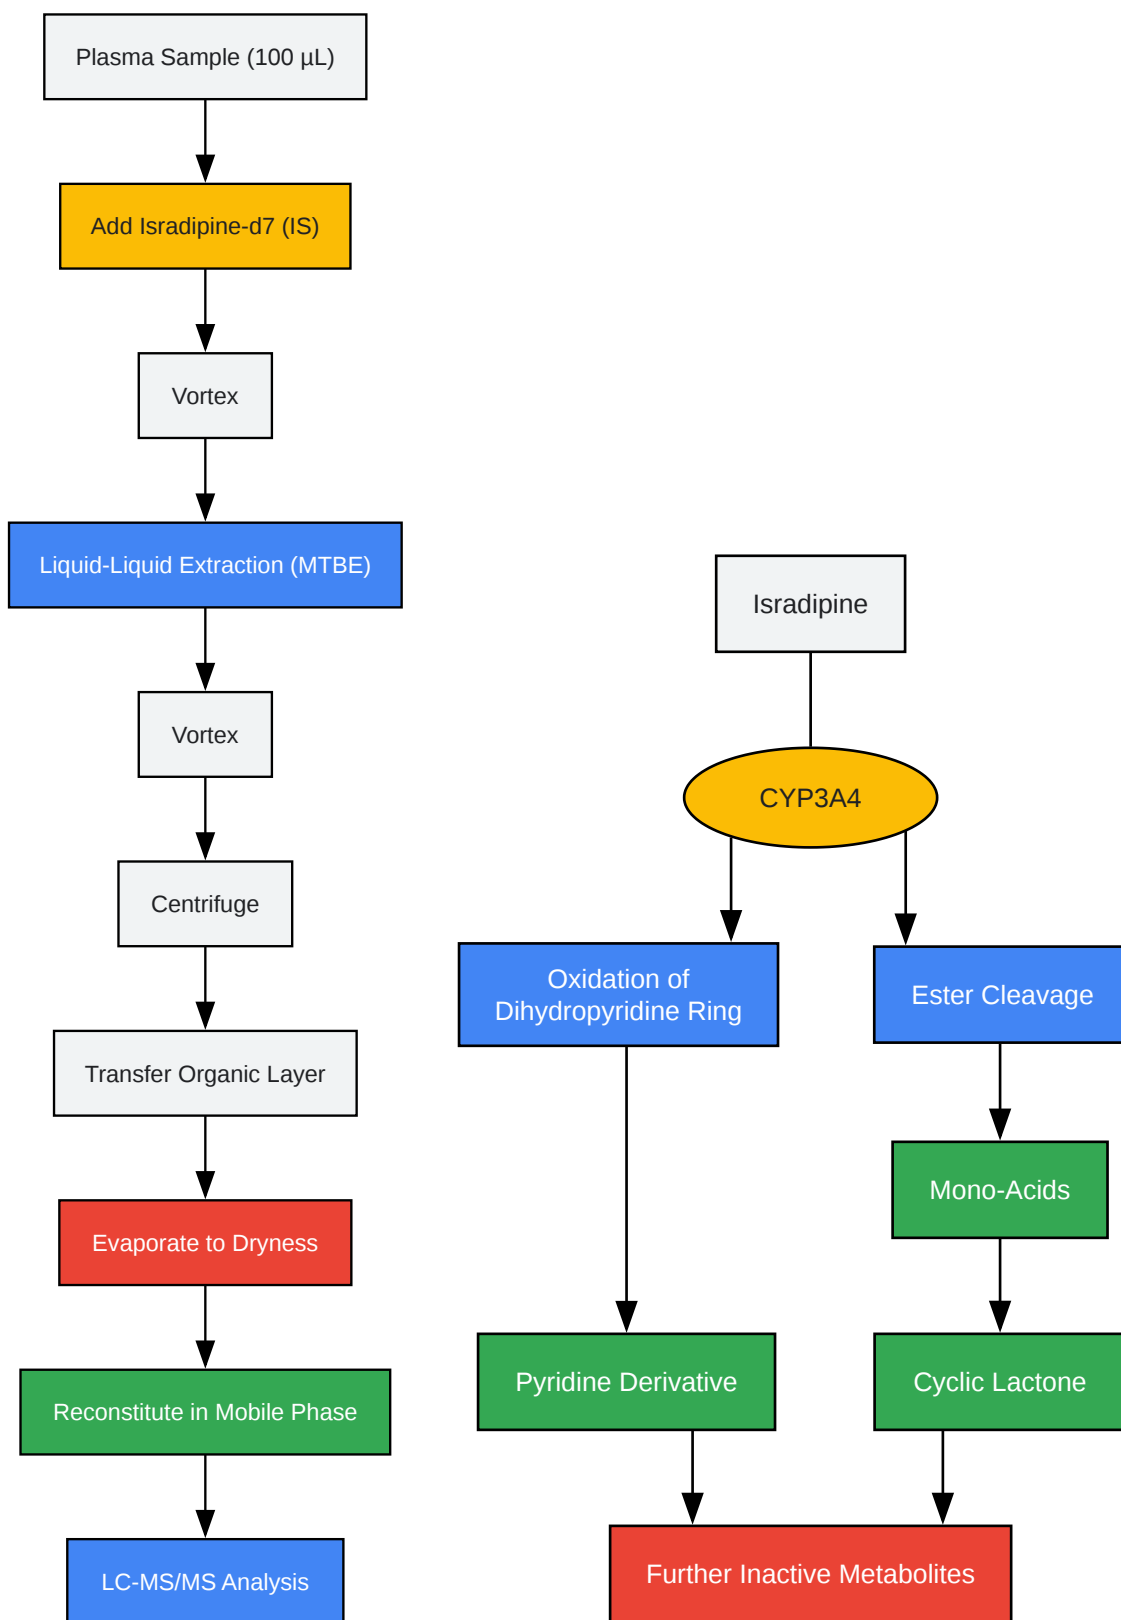 Plasma Sample (100 µL)
Add Isradipine-d7 (IS)
Vortex
Liquid-Liquid Extraction (MTBE)
Vortex
Centrifuge
Transfer Organic Layer
Evaporate to Dryness
Reconstitute in Mobile Phase
LC-MS/MS Analysis
Isradipine
CYP3A4
Oxidation of
Dihydropyridine Ring
Ester Cleavage
Mono-Acids
Pyridine Derivative
Cyclic Lactone
Further Inactive Metabolites